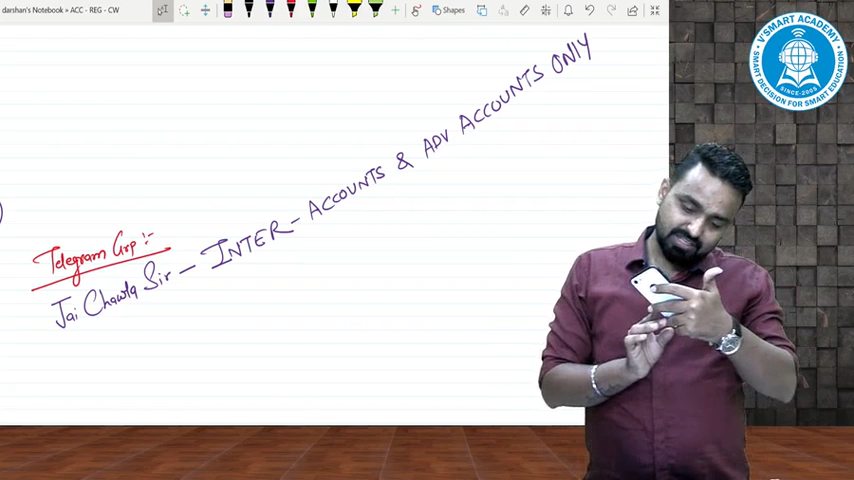 darshan's Notebook » ACC - REG - CW
Shapes
Telegram Grp :-
Jai Chawla Sir - INTER - ACCOUNTS & ADV ACCOUNTS ONLY
V'SMART ACADEMY
SINCE-2009
SMART DECISION FOR SMART EDUCATION